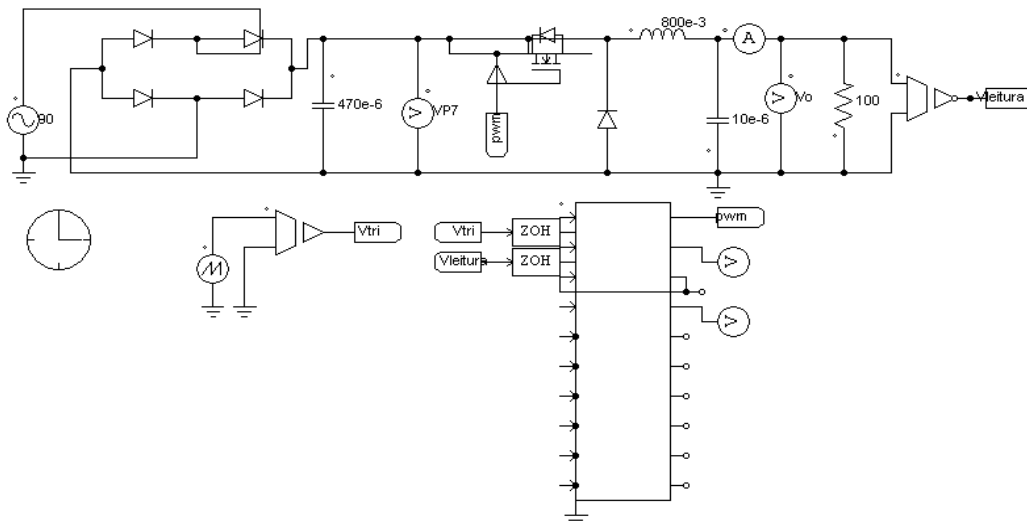 800e-3
A
90
470e-6
V
VP7
pwm
V
Vo
10e-6
100
Vleitura
Vtri
Vtri
ZOH
Vleitura
ZOH
pwm
V
V